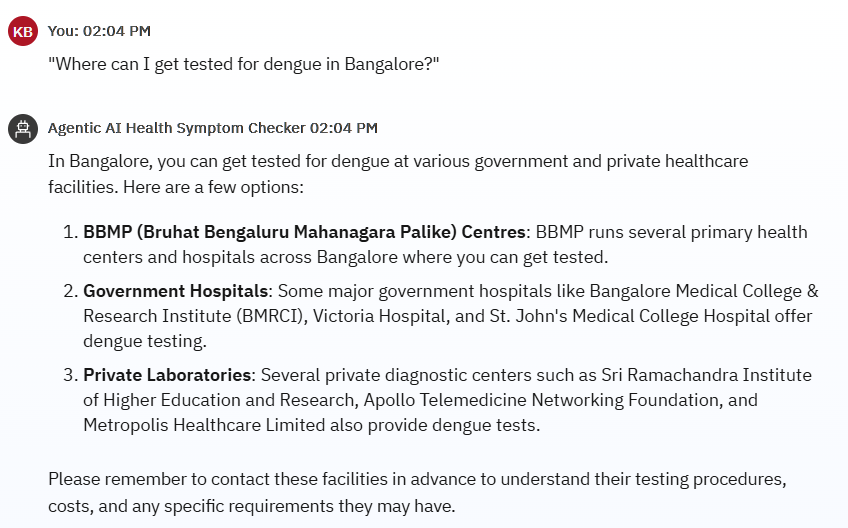 KB You: 02:04 PM
"Where can I get tested for dengue in Bangalore?"
Agentic AI Health Symptom Checker 02:04 PM
In Bangalore, you can get tested for dengue at various government and private healthcare
facilities. Here are a few options:
1. BBMP (Bruhat Bengaluru Mahanagara Palike) Centres: BBMP runs several primary health
centers and hospitals across Bangalore where you can get tested.
2. Government Hospitals: Some major government hospitals like Bangalore Medical College &
Research Institute (BMRCI), Victoria Hospital, and St. John's Medical College Hospital offer
dengue testing.
3. Private Laboratories: Several private diagnostic centers such as Sri Ramachandra Institute
of Higher Education and Research, Apollo Telemedicine Networking Foundation, and
Metropolis Healthcare Limited also provide dengue tests.
Please remember to contact these facilities in advance to understand their testing procedures,
costs, and any specific requirements they may have.